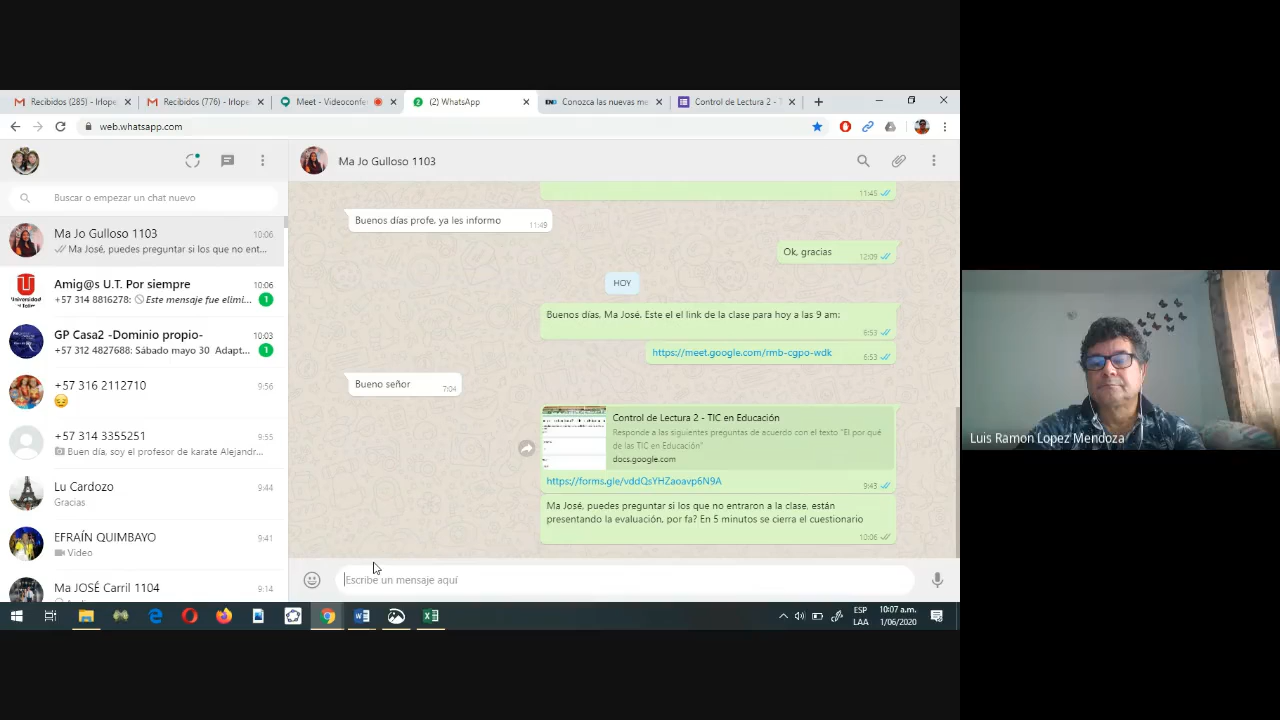 Recibidos (285) - lrlope
Recibidos (776) - lrlope
Meet - Videoconfer
(2) WhatsApp
Conozca las nuevas me
Control de Lectura 2 - T
web.whatsapp.com
Ma Jo Gulloso 1103
Buscar o empezar un chat nuevo
Ma Jo Gulloso 1103 10:06
Ma José, puedes preguntar si los que no ent...
Amig@s U.T. Por siempre 10:06
+57 314 8816278: Este mensaje fue elimi... 1
GP Casa2 -Dominio propio- 10:03
+57 312 4827688: Sábado mayo 30 Adapt... 1
+57 316 2112710 9:56
+57 314 3355251 9:55
Buen día, soy el profesor de karate Alejandr...
Lu Cardozo 9:44
Gracias
EFRAÍN QUIMBAYO 9:41
Video
Ma JOSÉ Carril 1104 9:14
11:45
Buenos días profe, ya les informo
11:49
Ok, gracias
12:09
HOY
Buenos días, Ma José. Este el el link de la clase para hoy a las 9 am:
6:53
https://meet.google.com/rmb-cgpo-wdk
6:53
Bueno señor
7:04
Control de Lectura 2 - TIC en Educación
Responde a las siguientes preguntas de acuerdo con el texto "El por qué
de las TIC en Educación"
docs.google.com
https://forms.gle/vddQsYHZaoavp6N9A
9:43
Ma José, puedes preguntar si los que no entraron a la clase, están
presentando la evaluación, por fa? En 5 minutos se cierra el cuestionario
10:06
Escribe un mensaje aquí
ESP
LAA
10:07 a.m.
1/06/2020
Luis Ramon Lopez Mendoza